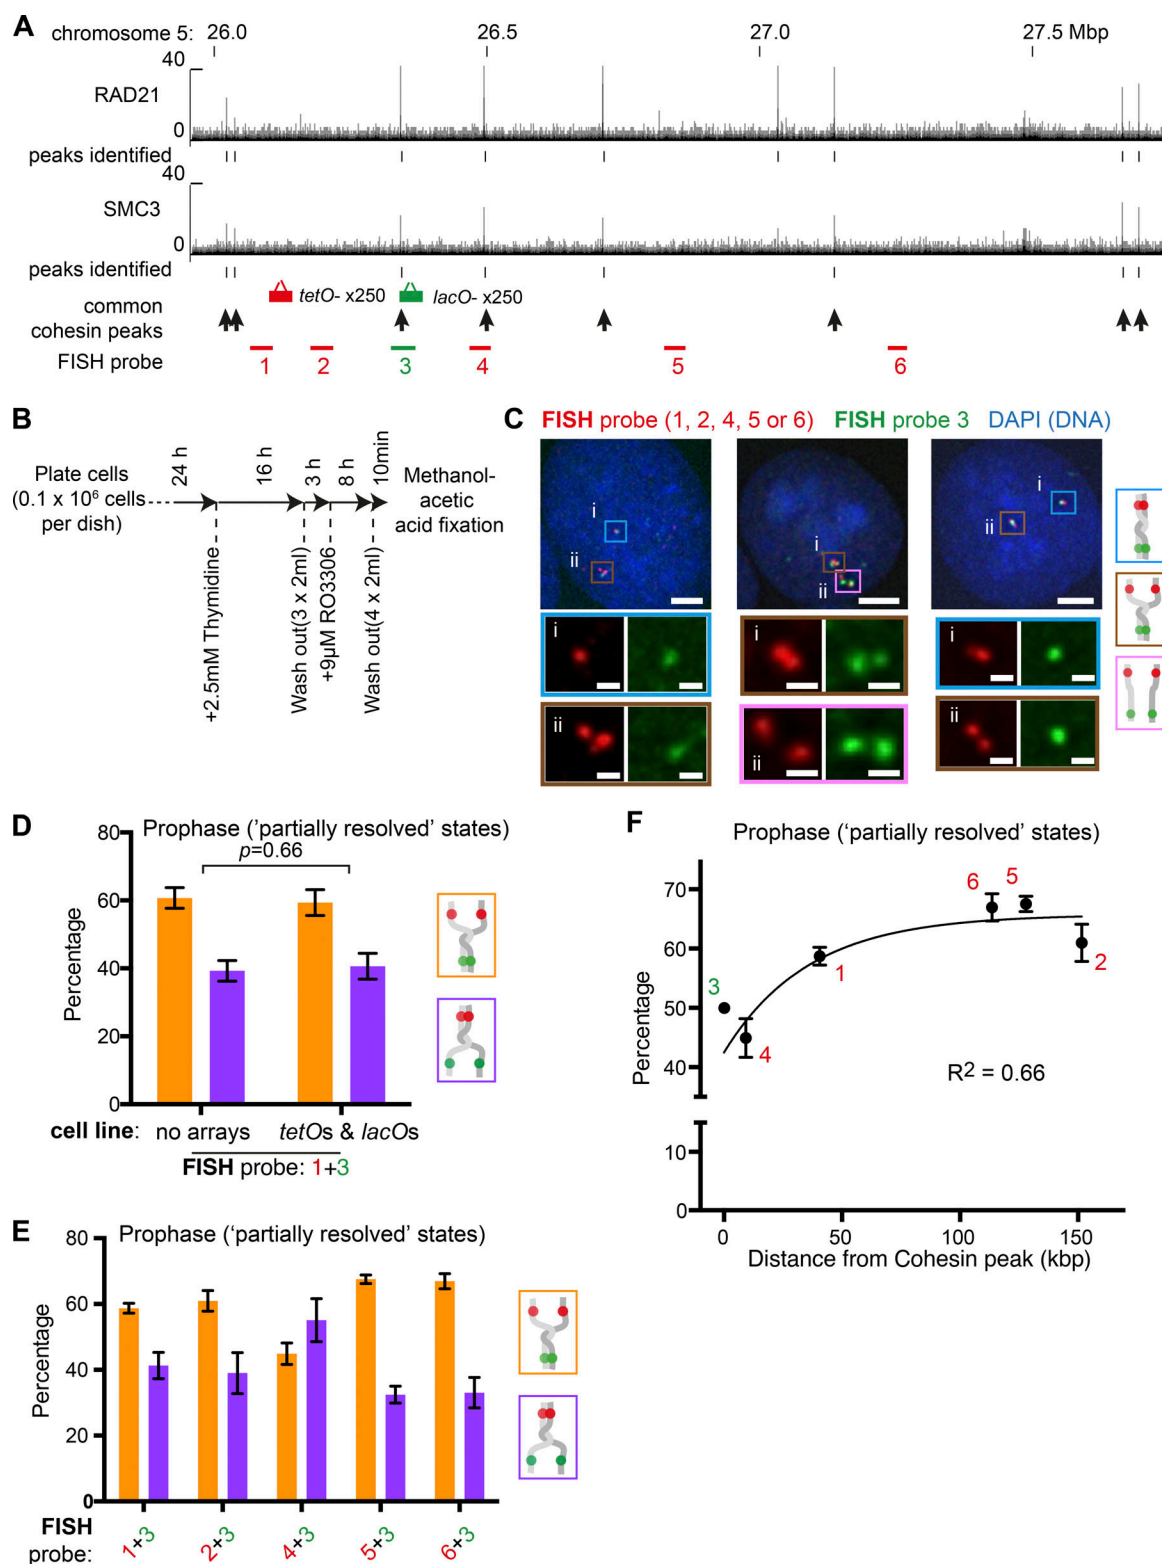 A
chromosome 5: 26.0 26.5 27.0 27.5 Mbp
40
RAD21
0
peaks identified
40
SMC3
0
peaks identified
tetO- x250 lacO- x250
common
cohesin peaks
FISH probe 1 2 3 4 5 6
B
Plate cells
(0.1 x 10⁶ cells
per dish)
24 h
16 h
3 h
8 h
10min
Methanol-
acetic
acid fixation
+2.5mM Thymidine
Wash out(3 x 2ml)
+9µM RO3306
Wash out(4 x 2ml)
C FISH probe (1, 2, 4, 5 or 6) FISH probe 3 DAPI (DNA)
i
ii
i
ii
i
ii
i
i
i
ii
ii
ii
D
Prophase ('partially resolved' states)
p=0.66
Percentage
80
60
40
20
0
cell line: no arrays tetOs & lacOs
FISH probe: 1+3
E
Prophase (‘partially resolved’ states)
Percentage
80
60
40
20
0
FISH
probe: 1+3 2+3 4+3 5+3 6+3
F
Prophase (‘partially resolved’ states)
Percentage
70
60
50
40
10
0
6 5
3 1 2
4
R² = 0.66
0 50 100 150
Distance from Cohesin peak (kbp)